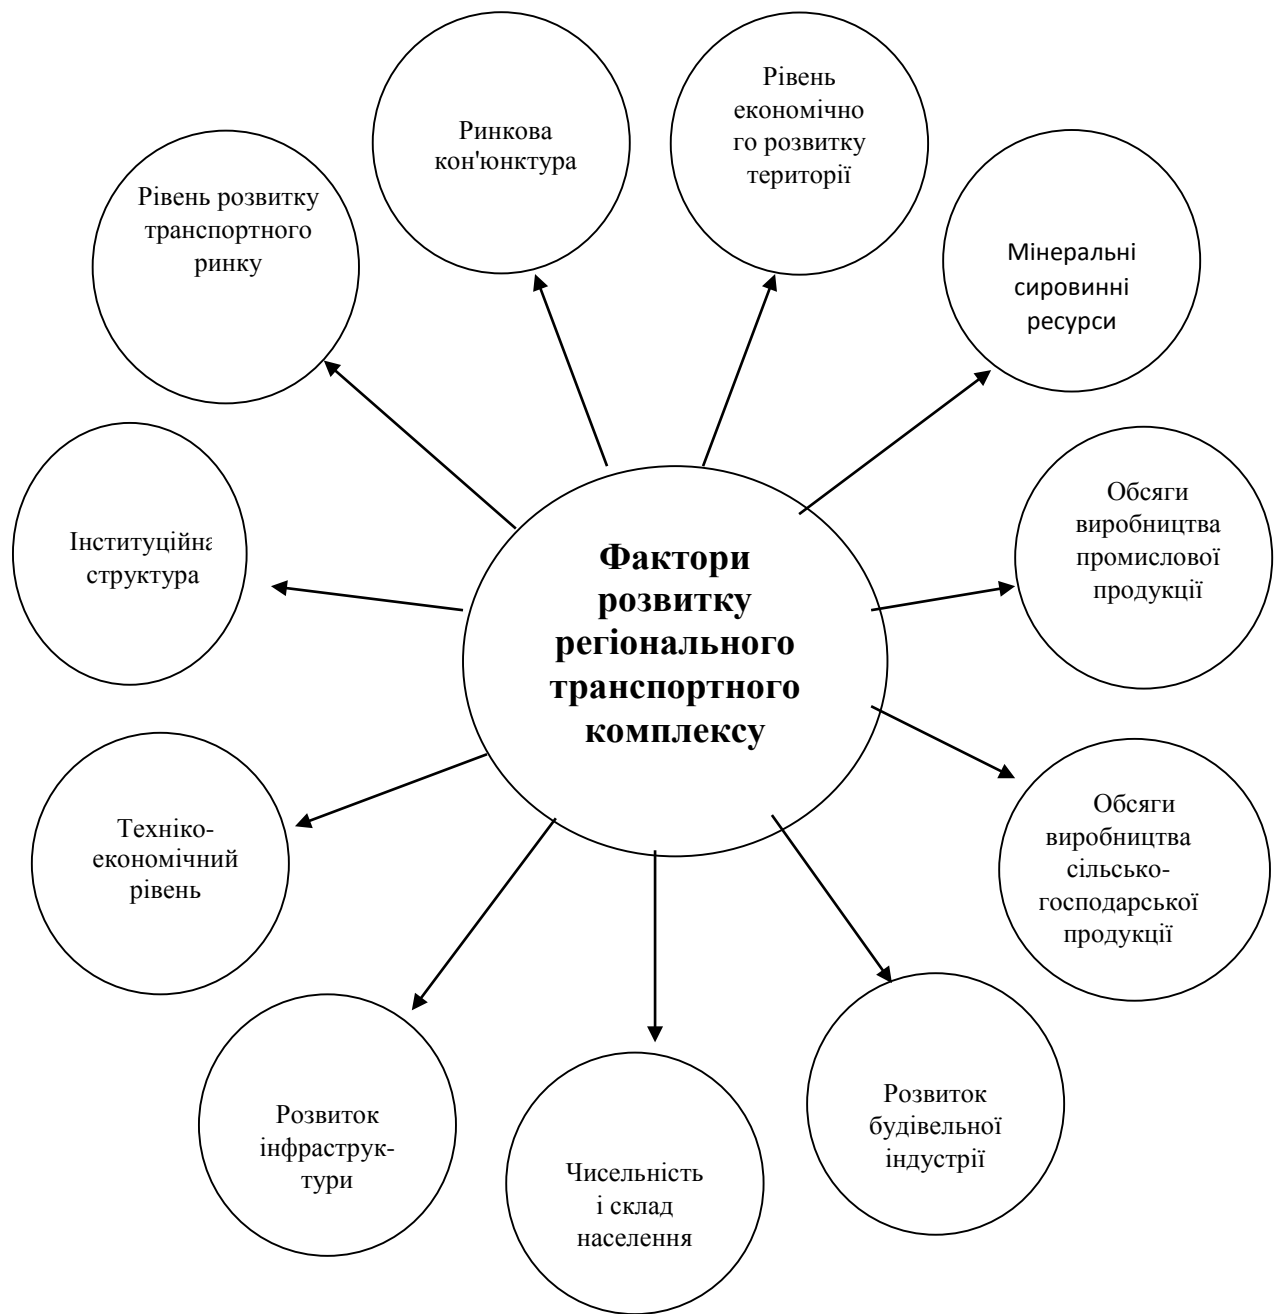 Рівень
економічно
го розвитку
території
Ринкова
кон'юнктура
Рівень розвитку
транспортного
ринку
Мінеральні
сировинні
ресурси
Інституційна
структура
Фактори
розвитку
регіонального
транспортного
комплексу
Обсяги
виробництва
промислової
продукції
Техніко-
економічний
рівень
Обсяги
виробництва
сільсько-
господарської
продукції
Розвиток
інфраструк-
тури
Чисельність
і склад
населення
Розвиток
будівельної
індустрії